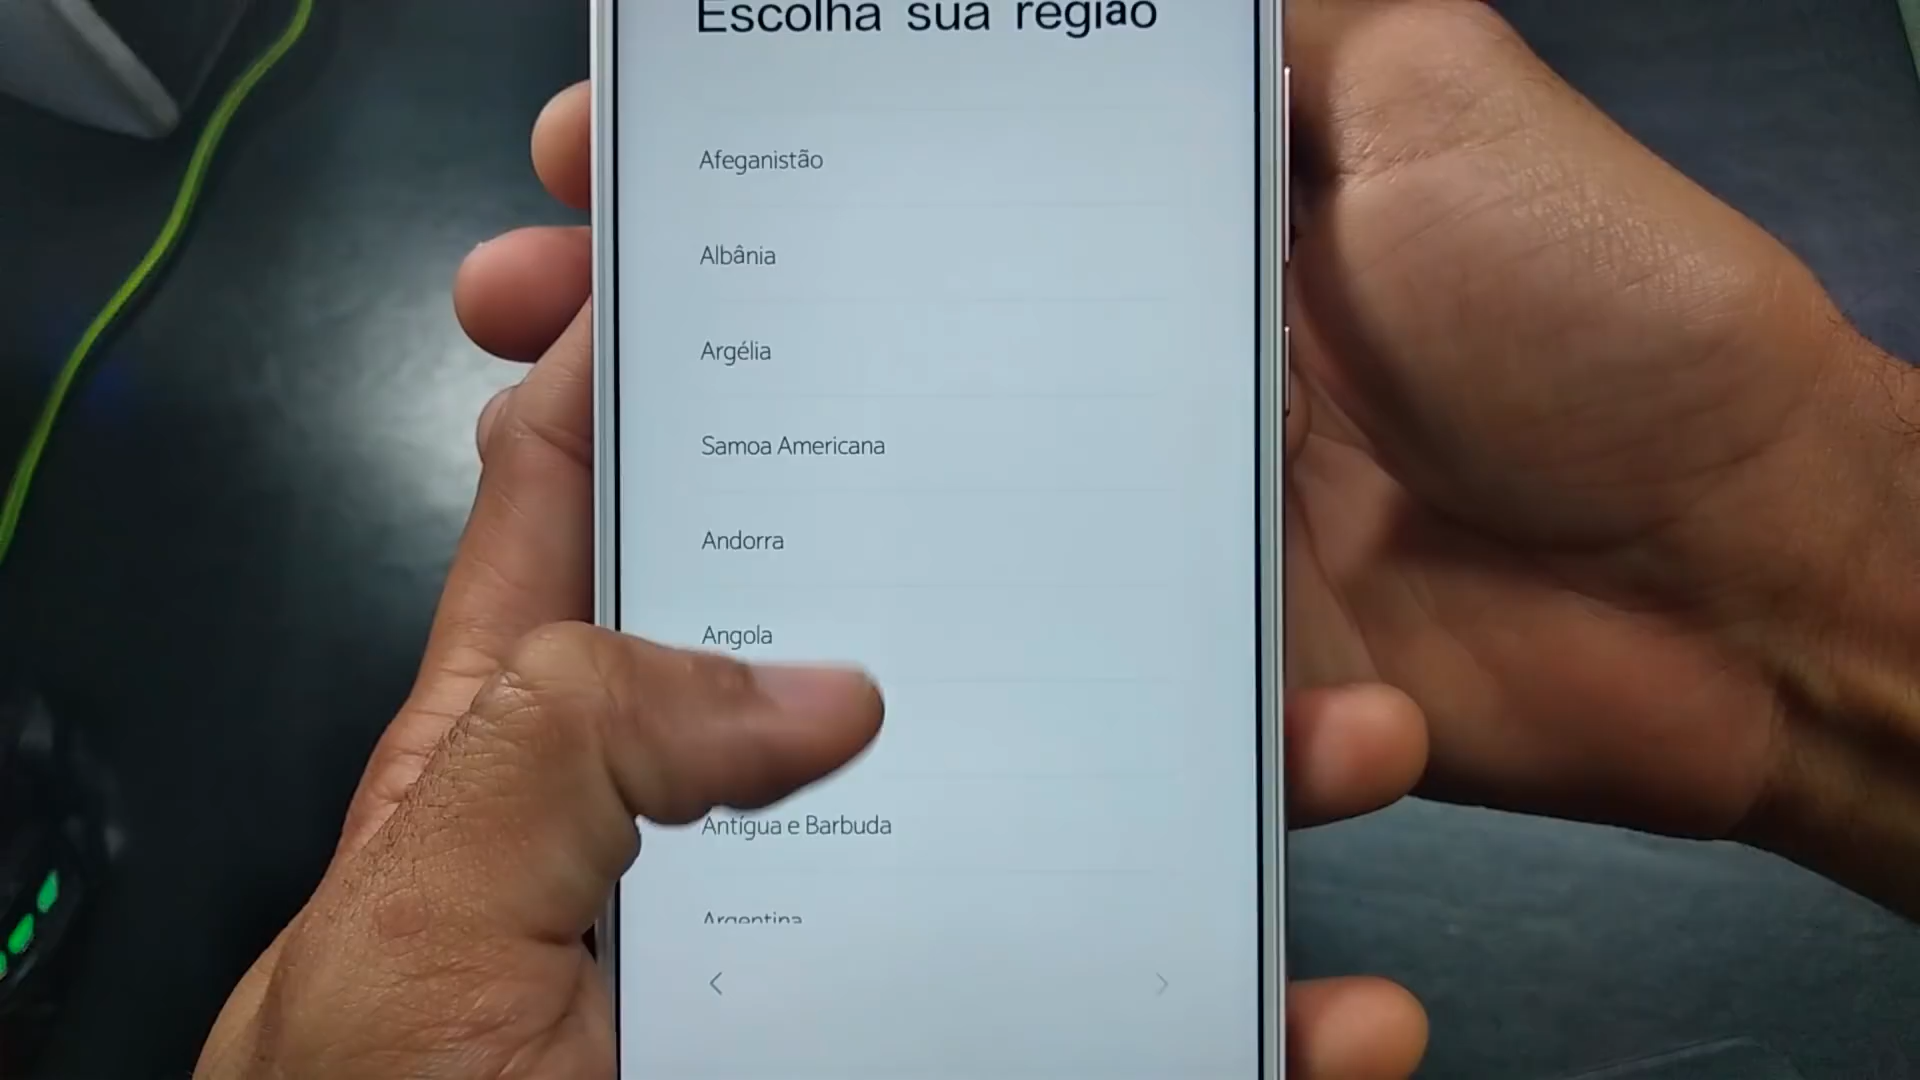 Escolha sua região
Afeganistão
Albânia
Argélia
Samoa Americana
Andorra
Angola
Antígua e Barbuda
Argentina